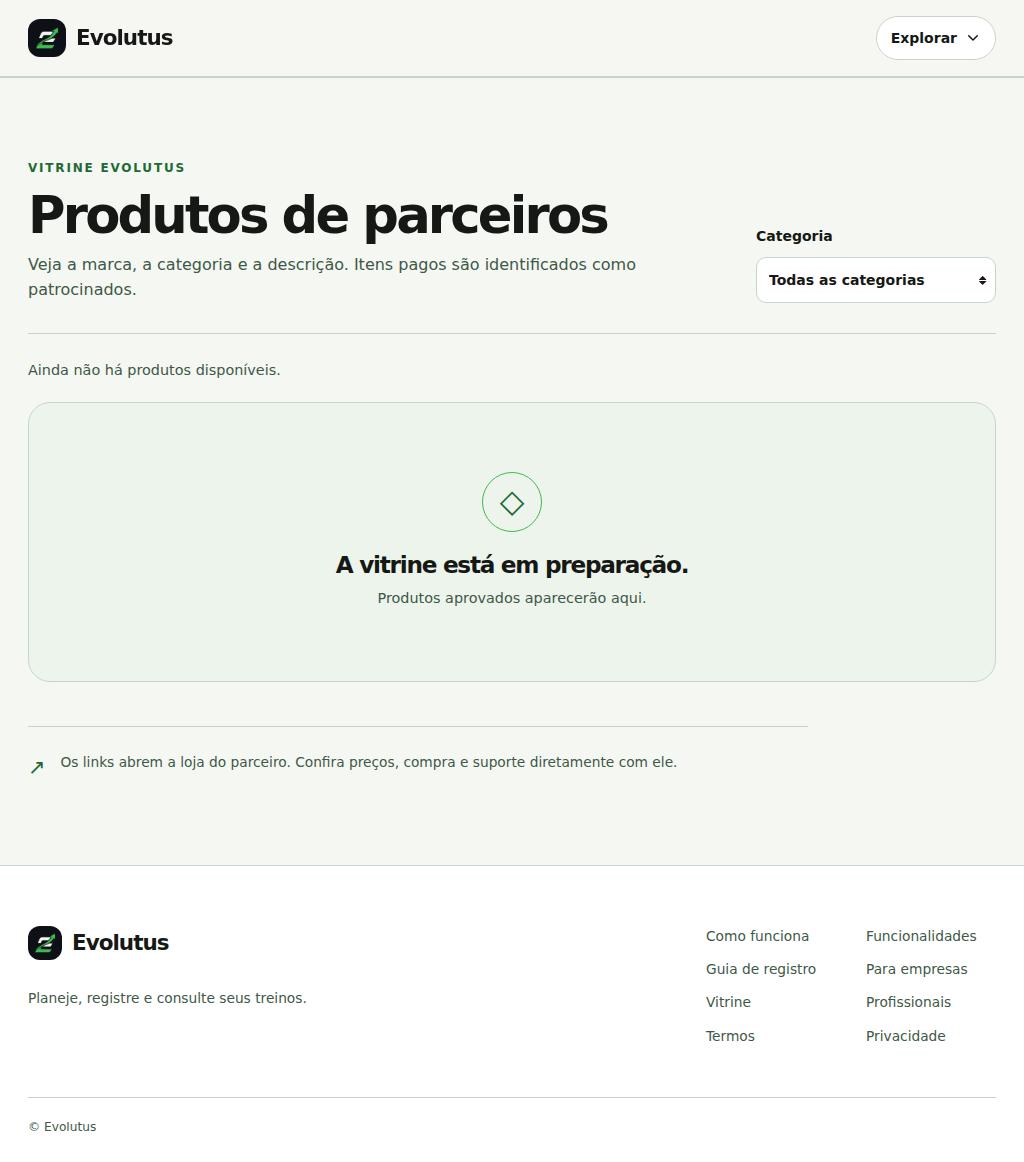 Evolutus
Explorar
VITRINE EVOLUTUS
Produtos de parceiros
Veja a marca, a categoria e a descrição. Itens pagos são identificados como
patrocinados.
Categoria
Todas as categorias
Ainda não há produtos disponíveis.
A vitrine está em preparação.
Produtos aprovados aparecerão aqui.
Os links abrem a loja do parceiro. Confira preços, compra e suporte diretamente com ele.
Evolutus
Planeje, registre e consulte seus treinos.
Como funciona
Funcionalidades
Guia de registro
Para empresas
Vitrine
Profissionais
Termos
Privacidade
© Evolutus